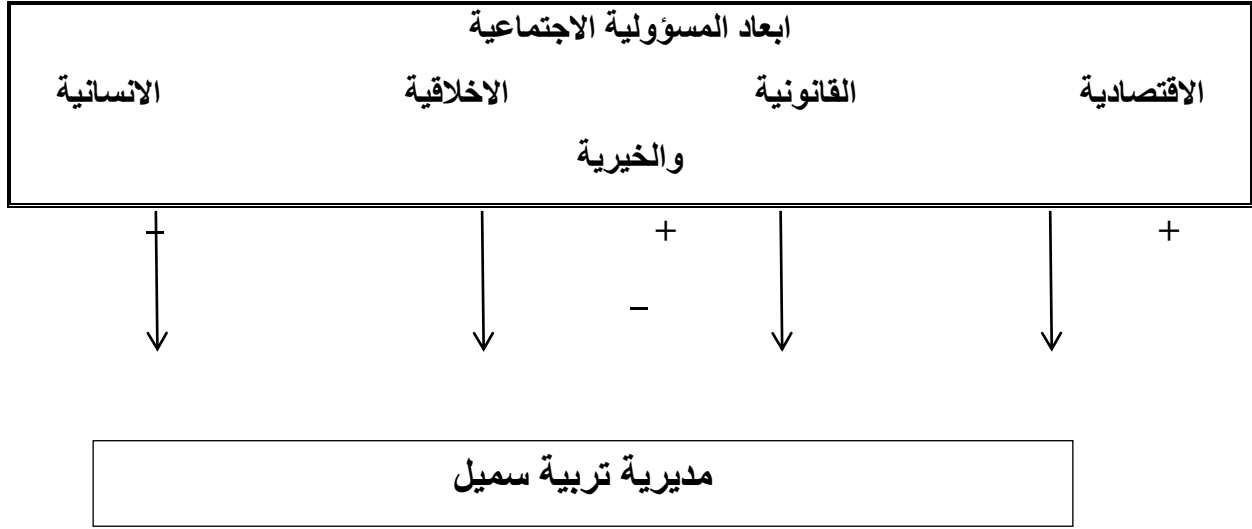 ابعاد المسؤولية الاجتماعية
الاقتصادية القانونية الاخلاقية الانسانية
والخيرية
+ + +
–
مديرية تربية سميل